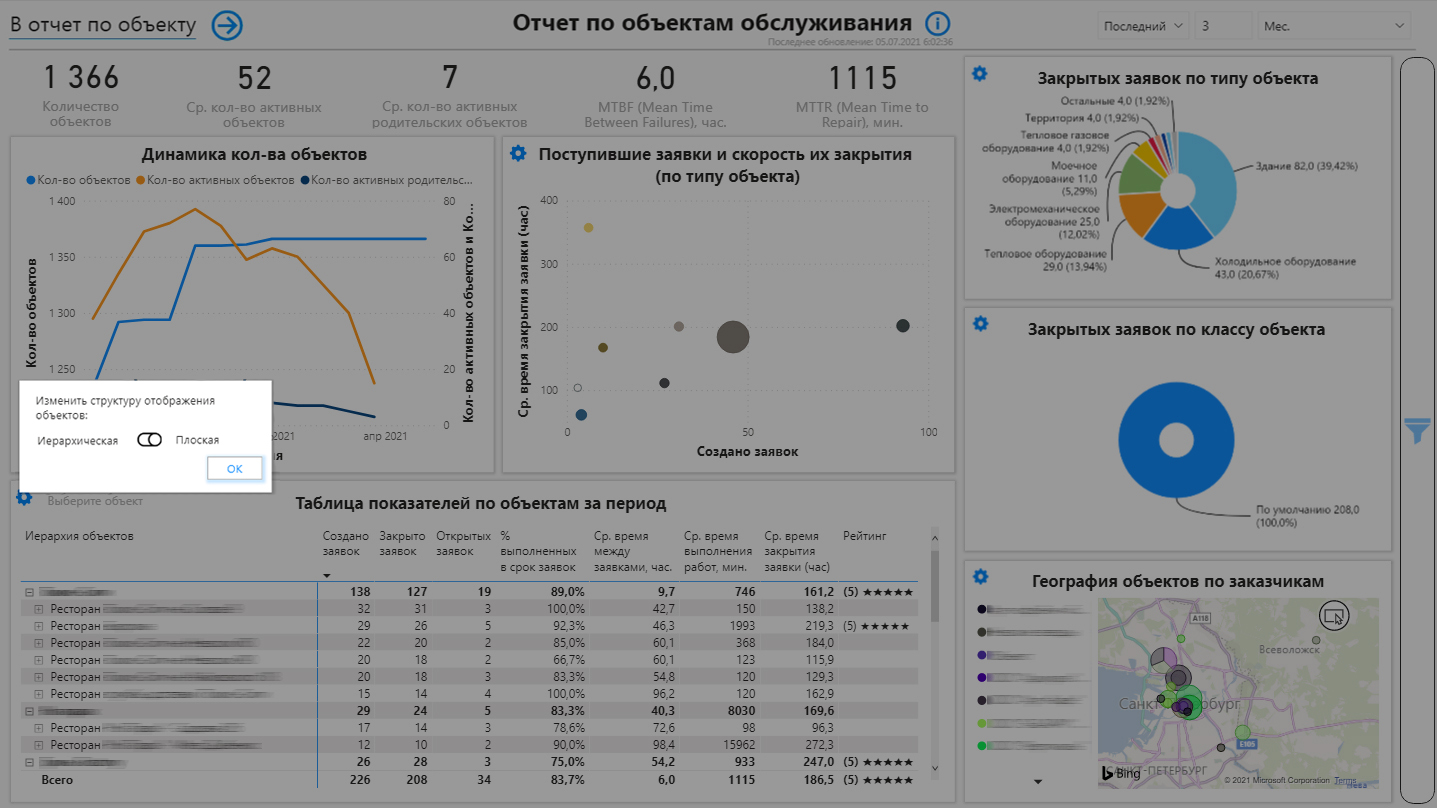 В отчет по объекту
Отчет по объектам обслуживания
Последнее обновление: 05.07.2021 6:02:36
Последний
3
Мес.
1 366
Количество
объектов
52
Ср. кол-во активных
объектов
7
Ср. кол-во активных
родительских объектов
6,0
MTBF (Mean Time
Between Failures), час.
1115
MTTR (Mean Time to
Repair), мин.
Динамика кол-ва объектов
Кол-во объектов
Кол-во активных объектов
Кол-во активных родительс...
1 400
1 350
1 300
1 250
80
60
40
20
0
Кол-во объектов
Кол-во активных объектов и Ко...
2021
апр 2021
Изменить структуру отображения
объектов:
Иерархическая
Плоская
ОК
Поступившие заявки и скорость их закрытия
(по типу объекта)
Ср. время закрытия заявки (час)
400
300
200
100
0
50
100
Создано заявок
Закрытых заявок по типу объекта
Остальные 4,0 (1,92%)
Территория 4,0 (1,92%)
Тепловое газовое
оборудование 4,0 (1,92%)
Моечное
оборудование 11,0
(5,29%)
Электромеханическое
оборудование 25,0
(12,02%)
Тепловое оборудование
29,0 (13,94%)
Здание 82,0 (39,42%)
Холодильное оборудование
43,0 (20,67%)
Закрытых заявок по классу объекта
По умолчанию 208,0
(100,0%)
Выберите объект
Таблица показателей по объектам за период
Иерархия объектов
Создано
заявок
Закрыто
заявок
Открытых
заявок
%
выполненных
в срок заявок
Ср. время
между
заявками, час.
Ср. время
выполнения
работ, мин.
Ср. время
закрытия
заявки (час)
Рейтинг
138 127 19 89,0% 9,7 746 161,2 (5) ★★★★★
Ресторан 32 31 3 100,0% 42,7 150 138,2
Ресторан 29 26 5 92,3% 46,3 1993 219,3 (5) ★★★★★
Ресторан 22 20 2 85,0% 60,1 368 184,0
Ресторан 20 18 2 66,7% 60,1 123 115,9
Ресторан 20 18 3 83,3% 54,8 120 129,3
Ресторан 15 14 4 100,0% 96,2 120 162,9
29 24 5 83,3% 40,3 8030 169,6
Ресторан 17 14 3 78,6% 72,6 98 96,3
Ресторан 12 10 2 90,0% 98,4 15962 272,3
26 28 3 75,0% 54,2 933 247,0 (5) ★★★★★
Всего 226 208 34 83,7% 6,0 1115 186,5 (5) ★★★★★
География объектов по заказчикам
A118
Всеволожск
E105
САНКТ-ПЕТЕРБУРГ
Bing
© 2021 Microsoft Corporation Terms